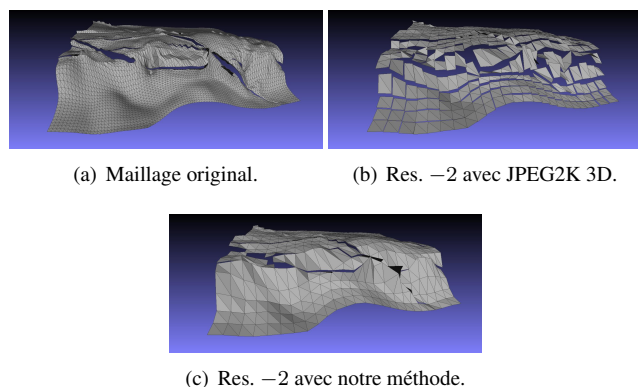 (a) Maillage original.
(b) Res. −2 avec JPEG2K 3D.
(c) Res. −2 avec notre méthode.